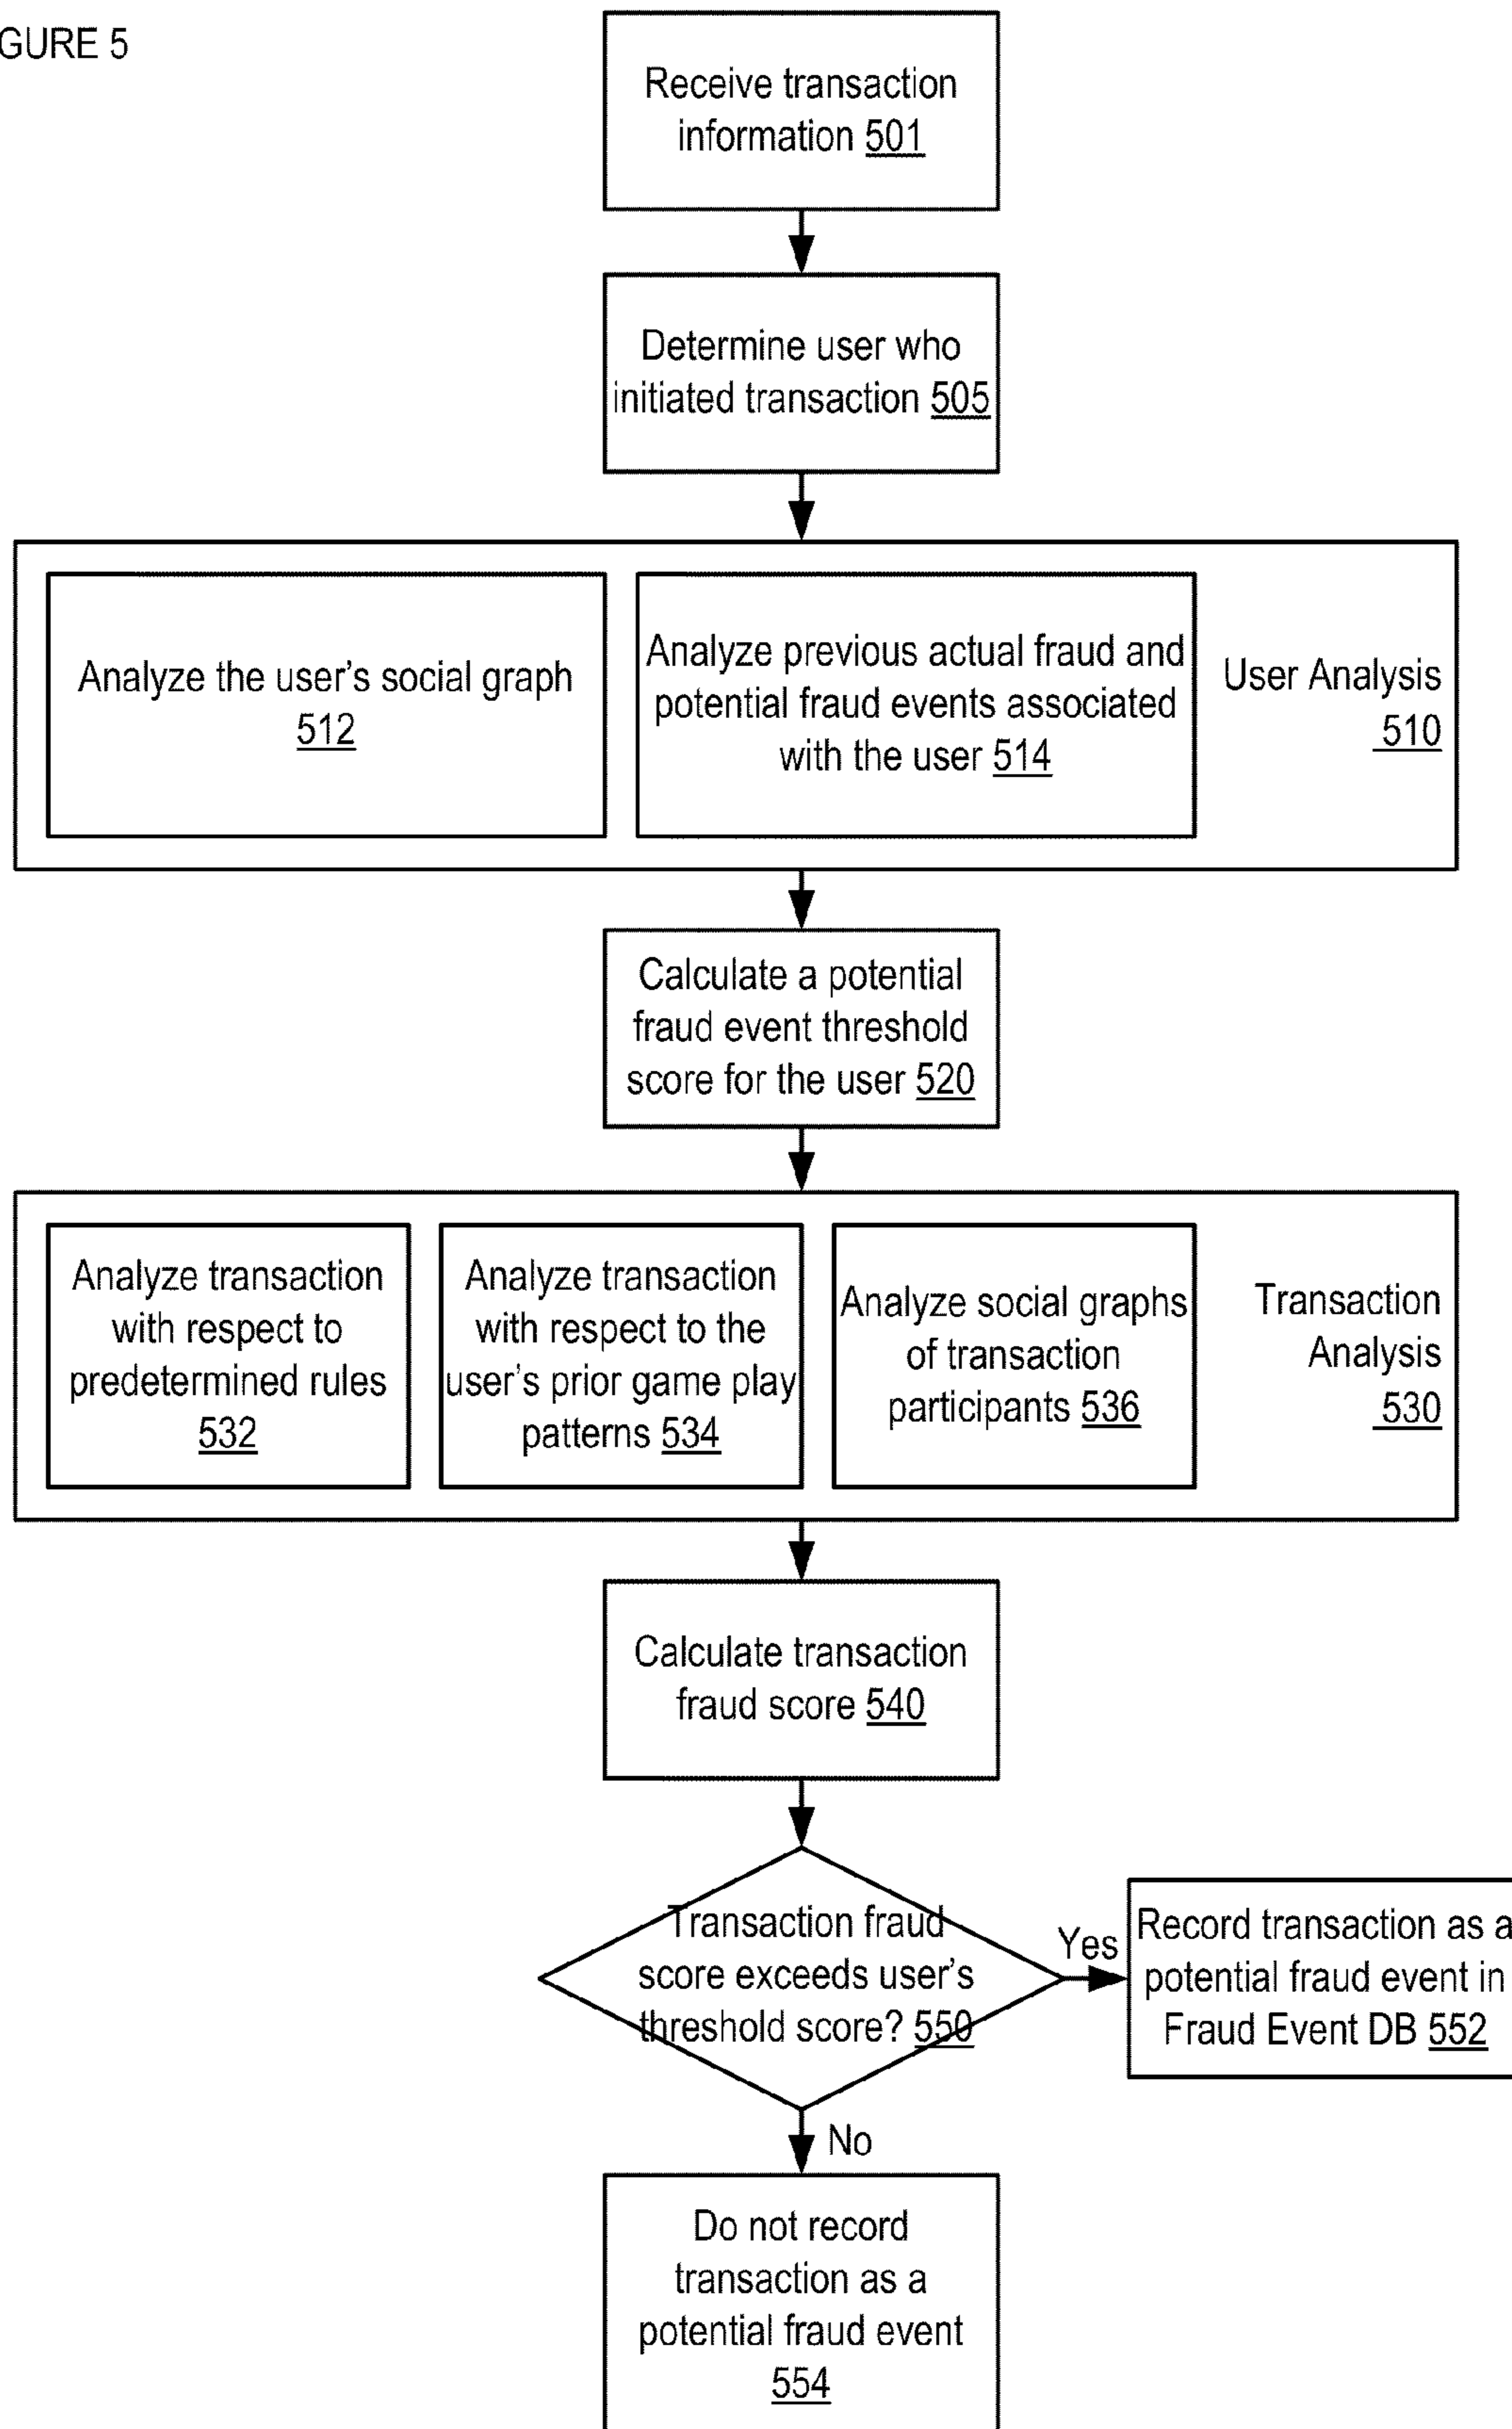 GURE 5
Receive transaction
information 501
Determine user who
initiated transaction 505
Analyze the user's social graph
512
Analyze previous actual fraud and
potential fraud events associated
with the user 514
User Analysis
510
Calculate a potential
fraud event threshold
score for the user 520
Analyze transaction
with respect to
predetermined rules
532
Analyze transaction
with respect to the
user's prior game play
patterns 534
Analyze social graphs
of transaction
participants 536
Transaction
Analysis
530
Calculate transaction
fraud score 540
Transaction fraud
score exceeds user's
threshold score? 550
Yes
Record transaction as a
potential fraud event in
Fraud Event DB 552
No
Do not record
transaction as a
potential fraud event
554